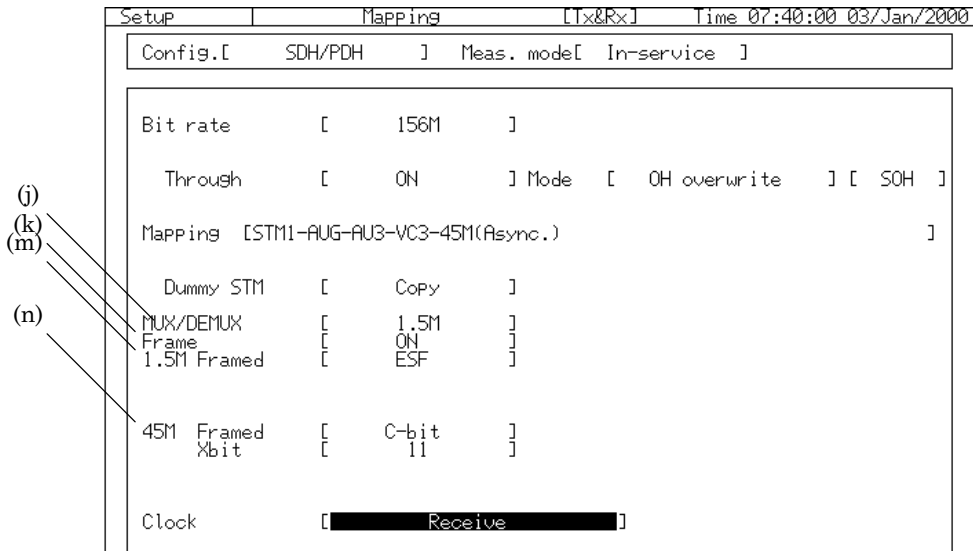 Setup Mapping [Tx&Rx] Time 07:40:00 03/Jan/2000
Config.[ SDH/PDH ] Meas. mode[ In-service ]
Bit rate [ 156M ]
Through [ ON ] Mode [ OH overwrite ] [ SOH ]
(j)
(k)
(m)
Mapping [STM1-AUG-AU3-VC3-45M(Async.) ]
Dummy STM [ Copy ]
(n)
MUX/DEMUX [ 1.5M ]
Frame [ ON ]
1.5M Framed [ ESF ]
45M Framed [ C-bit ]
Xbit [ 11 ]
Clock [ Receive ]